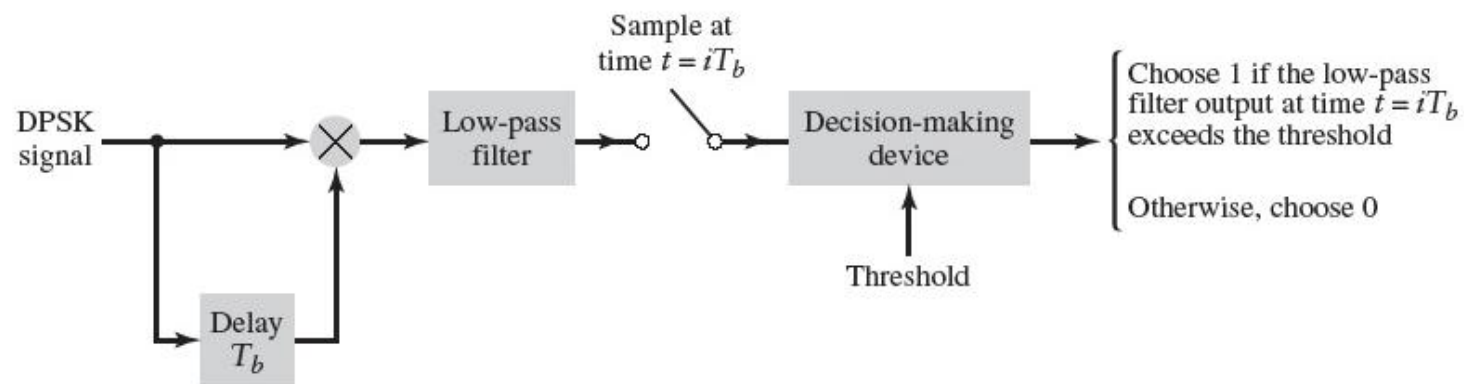 Sample at
time t = iT_b
DPSK
signal
Low-pass
filter
Decision-making
device
Choose 1 if the low-pass
filter output at time t = iT_b
exceeds the threshold
Otherwise, choose 0
Threshold
Delay
T_b